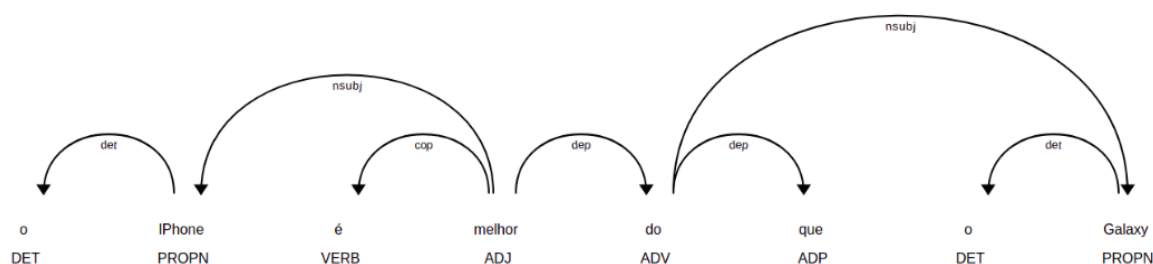 nsubj
nsubj
det cop dep dep det
o IPhone é melhor do que o Galaxy
DET PROPN VERB ADJ ADV ADP DET PROPN